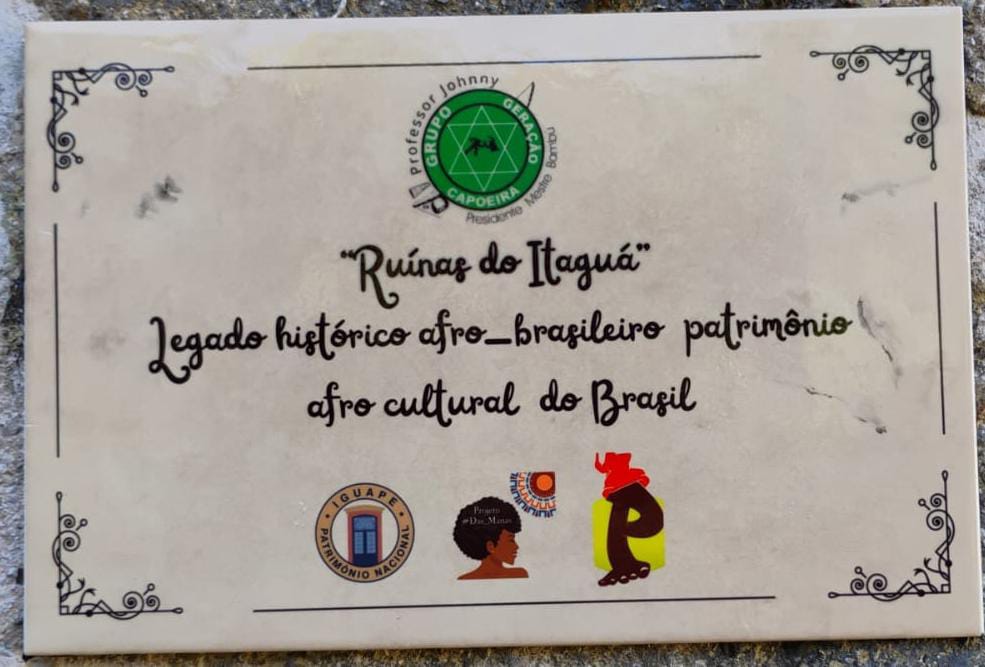 Professor Johnny
GRUPO GERAÇÃO
CAPOEIRA
Presidente Mestre Bambu
"Ruínas do Itaguá"
Legado histórico afro_brasileiro patrimônio
afro cultural do Brasil
IGUAPE
PATRIMÔNIO NACIONAL
Projeto
#Das_Manas
P